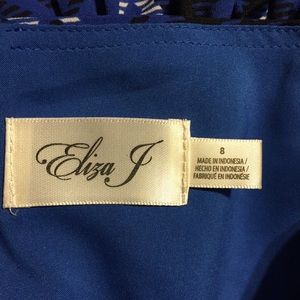 Eliza J
8
MADE IN INDONESIA /
HECHO EN INDONESIA /
FABRIQUÉ EN INDONÉSIE